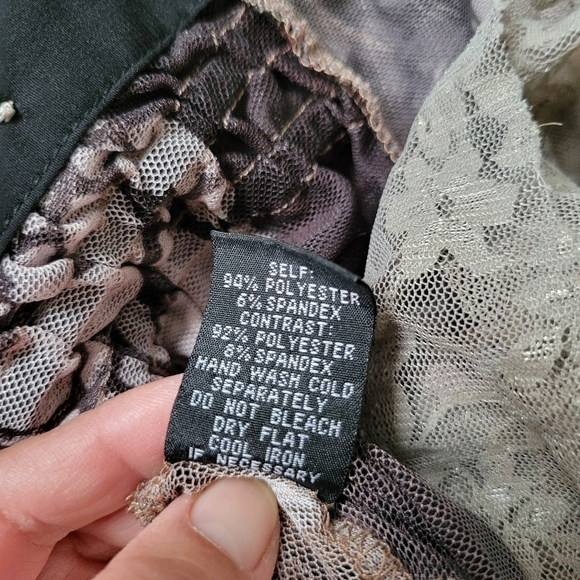 SELF:
94% POLYESTER
6% SPANDEX
CONTRAST:
92% POLYESTER
8% SPANDEX
HAND WASH COLD
SEPARATELY
DO NOT BLEACH
DRY FLAT
COOL IRON
IF NECESSARY